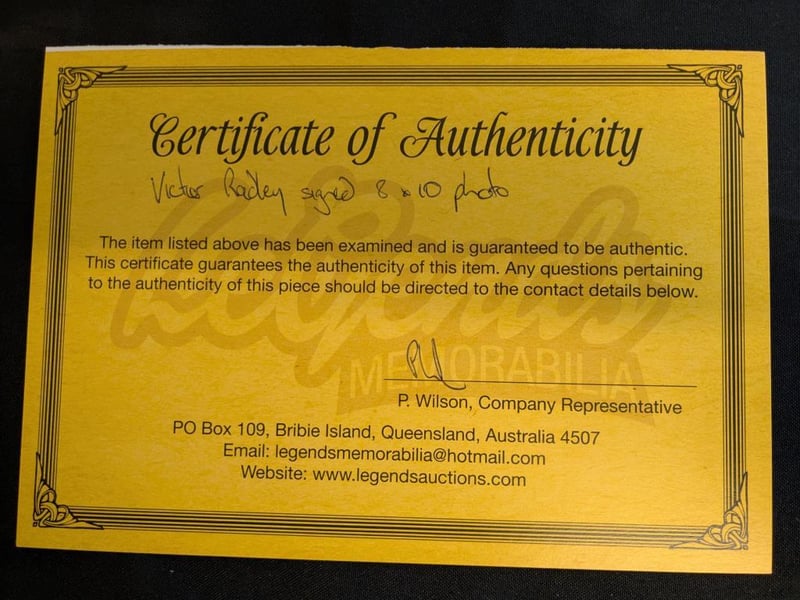 Certificate of Authenticity
Victor Radley signed 8 x 10 photo
The item listed above has been examined and is guaranteed to be authentic.
This certificate guarantees the authenticity of this item. Any questions pertaining
to the authenticity of this piece should be directed to the contact details below.
Legends
MEMORABILIA
P. Wilson, Company Representative
PO Box 109, Bribie Island, Queensland, Australia 4507
Email: legendsmemorabilia@hotmail.com
Website: www.legendsauctions.com